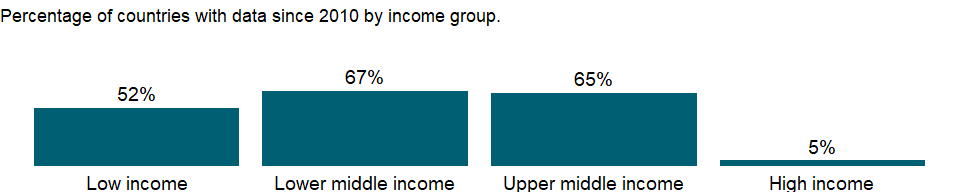 Percentage of countries with data since 2010 by income group.
52%
67%
65%
5%
Low income
Lower middle income
Upper middle income
High income